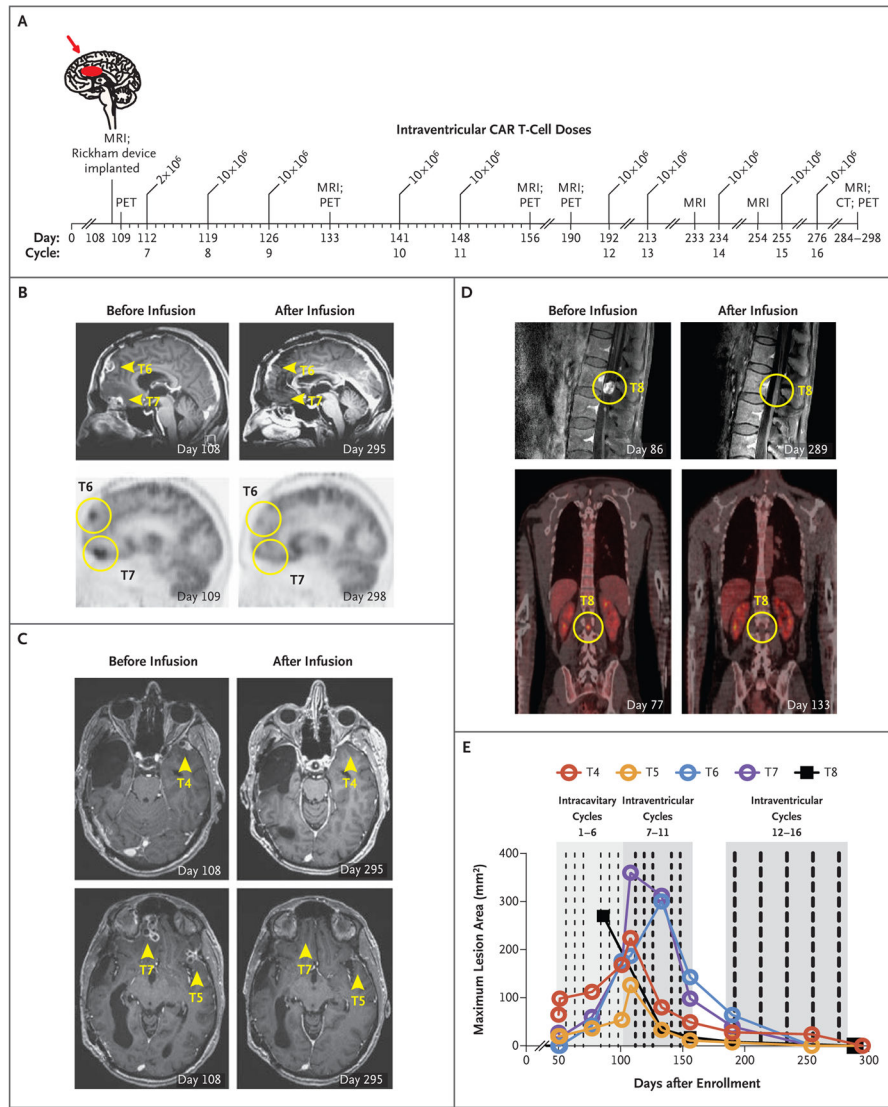 A
MRI;
Rickham device
implanted
Intraventricular CAR T-Cell Doses
PET
2×10⁶
10×10⁶
10×10⁶
MRI;
PET
10×10⁶
10×10⁶
MRI;
PET
MRI;
PET
10×10⁶
10×10⁶
MRI
10×10⁶
MRI
10×10⁶
10×10⁶
MRI;
CT; PET
Day: 0 108 109 112 119 126 133 141 148 156 190 192 213 233 234 254 255 276 284–298
Cycle: 7 8 9 10 11 12 13 14 15 16
B
Before Infusion After Infusion
T6 T6
T7 T7
Day 108 Day 295
T6 T6
T7 T7
Day 109 Day 298
C
Before Infusion After Infusion
T4 T4
Day 108 Day 295
T7 T7
T5 T5
Day 108 Day 295
D
Before Infusion After Infusion
T8 T8
Day 86 Day 289
T8 T8
Day 77 Day 133
E
T4 T5 T6 T7 T8
Intracavitary
Cycles
1–6
Intraventricular
Cycles
7–11
Intraventricular
Cycles
12–16
Maximum Lesion Area (mm²)
400
300
200
100
0
0 50 100 150 200 250 300
Days after Enrollment